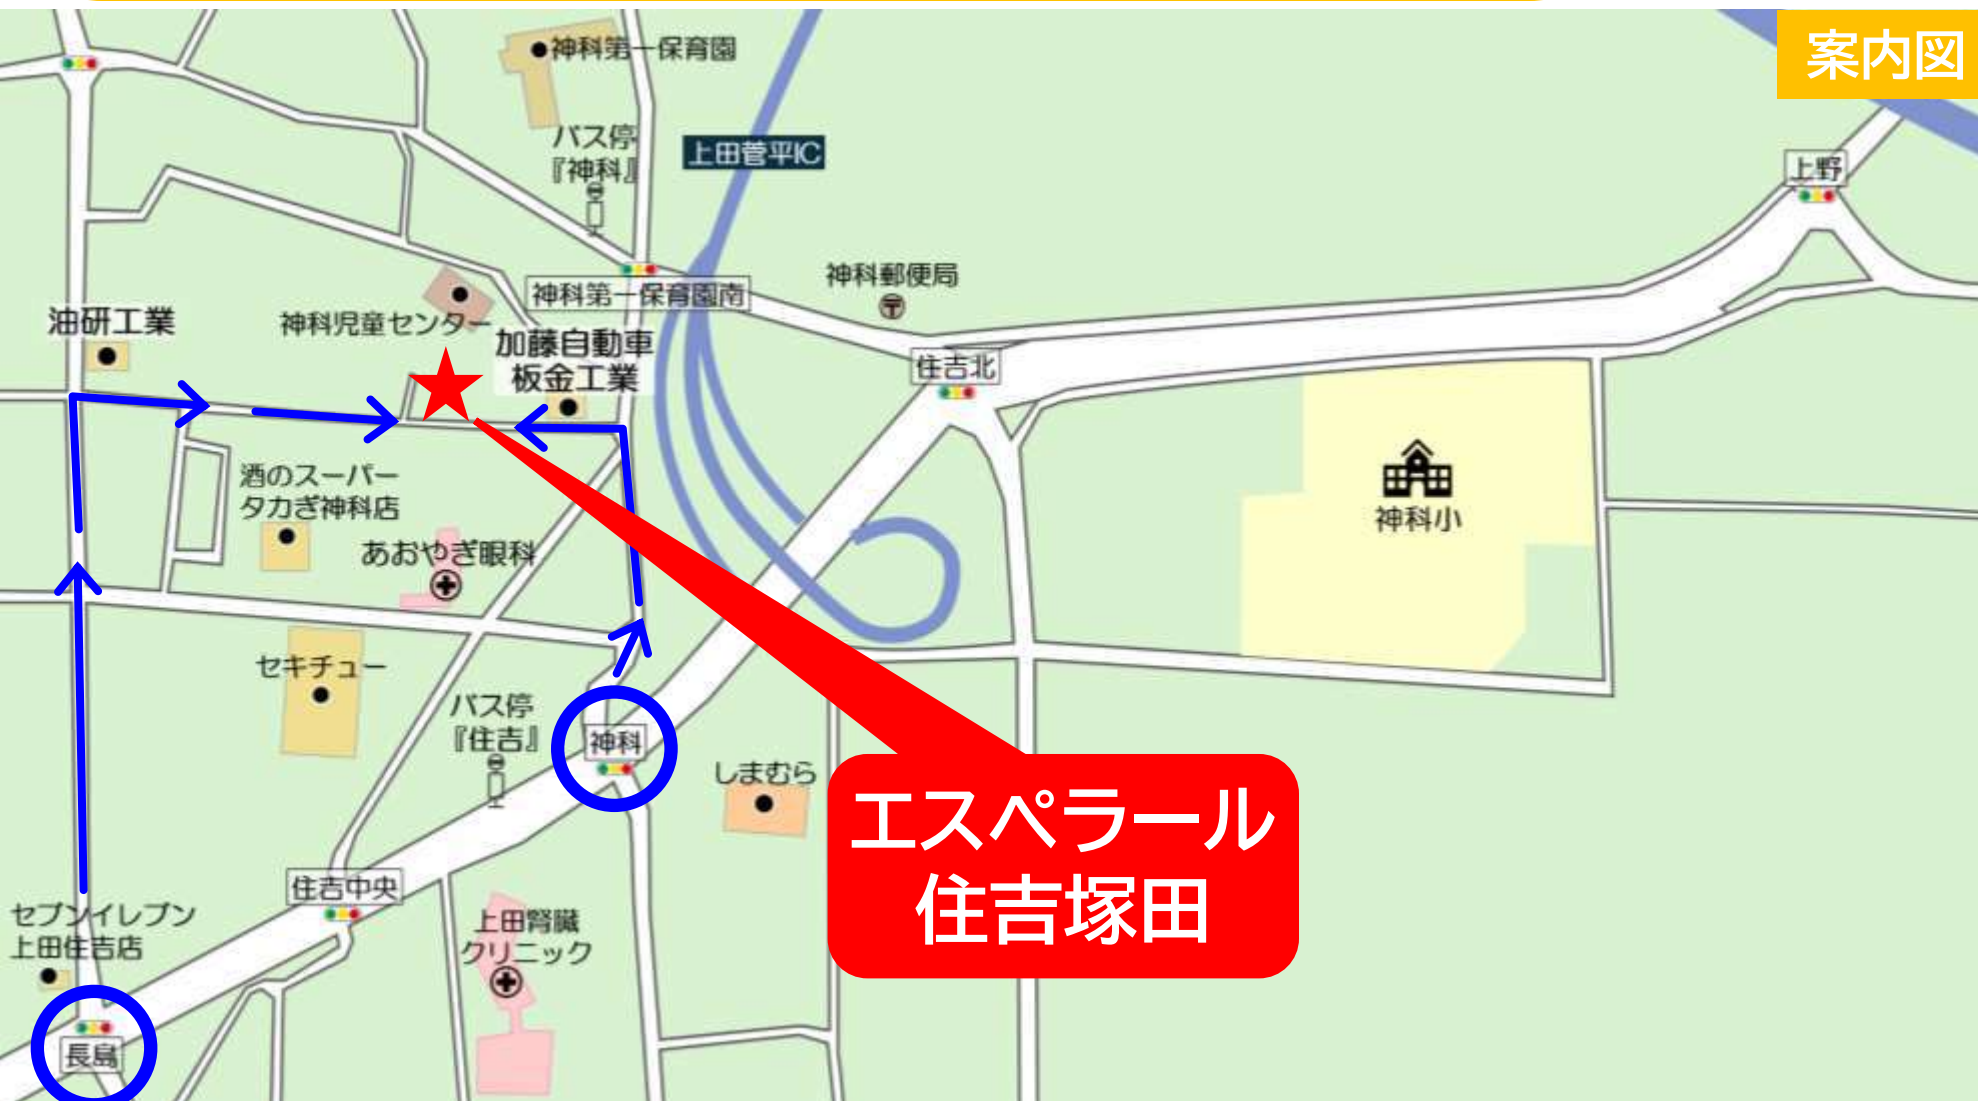 案内図
神科第一保育園
バス停
『神科』
上田菅平IC
上野
神科郵便局
神科第一保育園南
油研工業
神科児童センター
加藤自動車
板金工業
住吉北
酒のスーパー
タカぎ神科店
神科小
あおやぎ眼科
セキチュー
バス停
『住吉』
神科
しまむら
エスペラール
住吉塚田
住吉中央
セブンイレブン
上田住吉店
上田腎臓
クリニック
長島